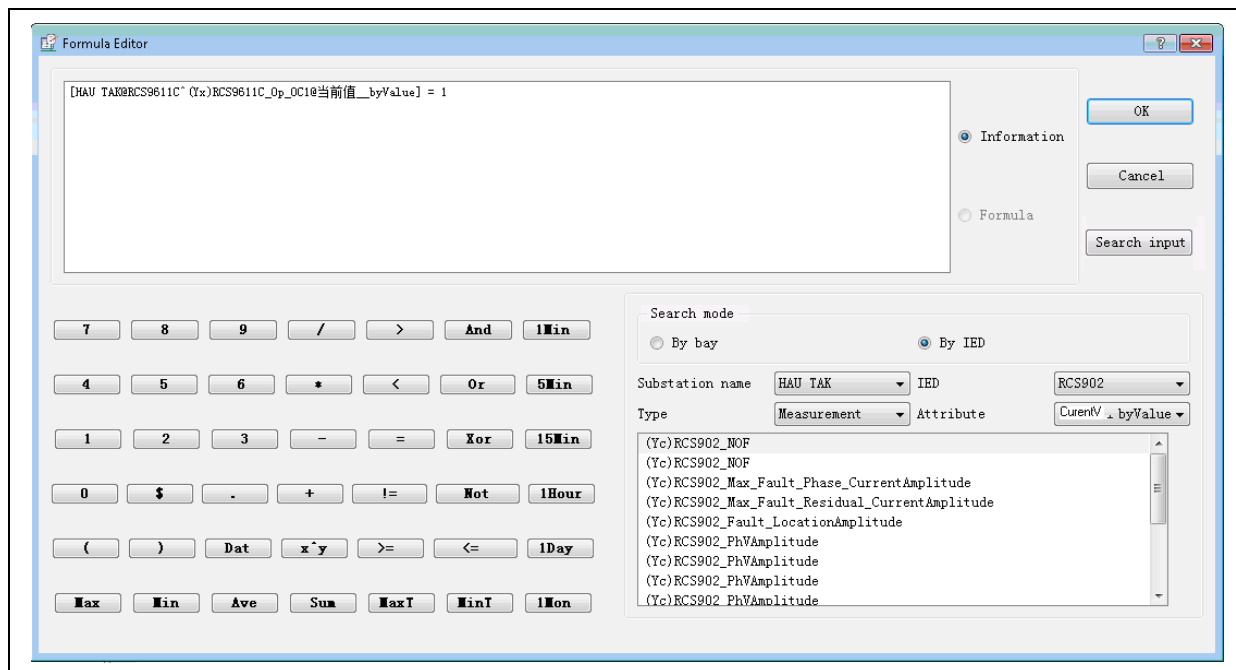 Formula Editor
[HAU TAK@RCS9611C^(Yx)RCS9611C_Op_OC1@当前值__byValue] = 1
Information
Formula
OK
Cancel
Search input
7 8 9 / > And 1Min
4 5 6 * < Or 5Min
1 2 3 - = Xor 15Min
0 $ . + != Not 1Hour
( ) Dat x^y >= <= 1Day
Max Min Ave Sum MaxT MinT 1Mon
Search mode
By bay By IED
Substation name HAU TAK IED RCS902
Type Measurement Attribute CurentV byValue
(Yc)RCS902_NOF
(Yc)RCS902_NOF
(Yc)RCS902_Max_Fault_Phase_CurrentAmplitude
(Yc)RCS902_Max_Fault_Residual_CurrentAmplitude
(Yc)RCS902_Fault_LocationAmplitude
(Yc)RCS902_PhVAmplitude
(Yc)RCS902_PhVAmplitude
(Yc)RCS902_PhVAmplitude
(Yc)RCS902_PhVAmplitude